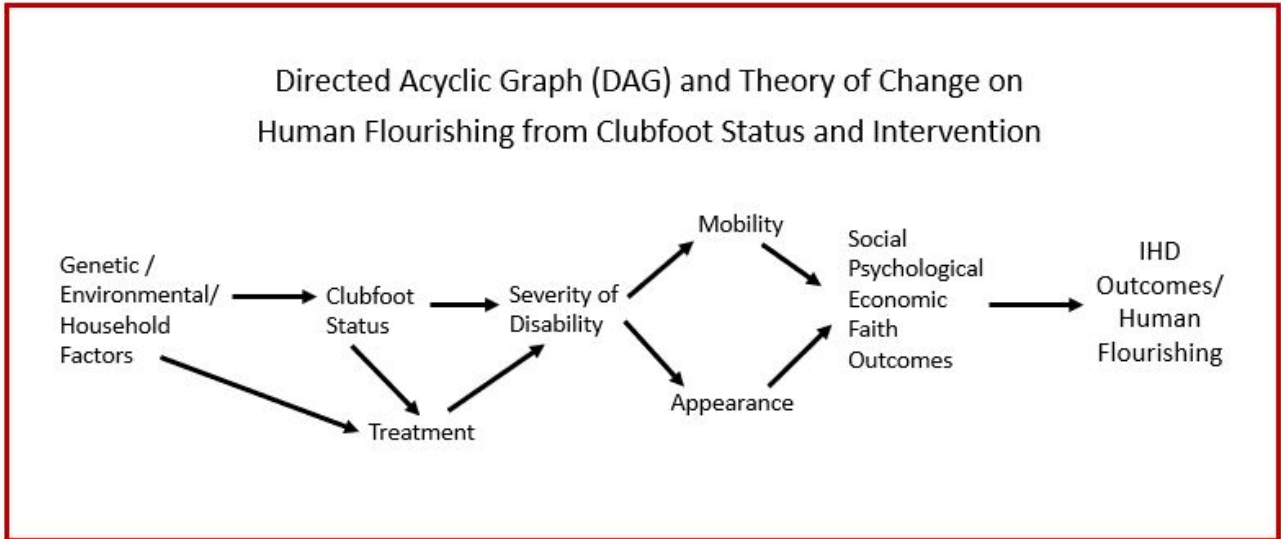 Directed Acyclic Graph (DAG) and Theory of Change on
Human Flourishing from Clubfoot Status and Intervention
Genetic /
Environmental/
Household
Factors
Clubfoot
Status
Treatment
Severity of
Disability
Mobility
Appearance
Social
Psychological
Economic
Faith
Outcomes
IHD
Outcomes/
Human
Flourishing